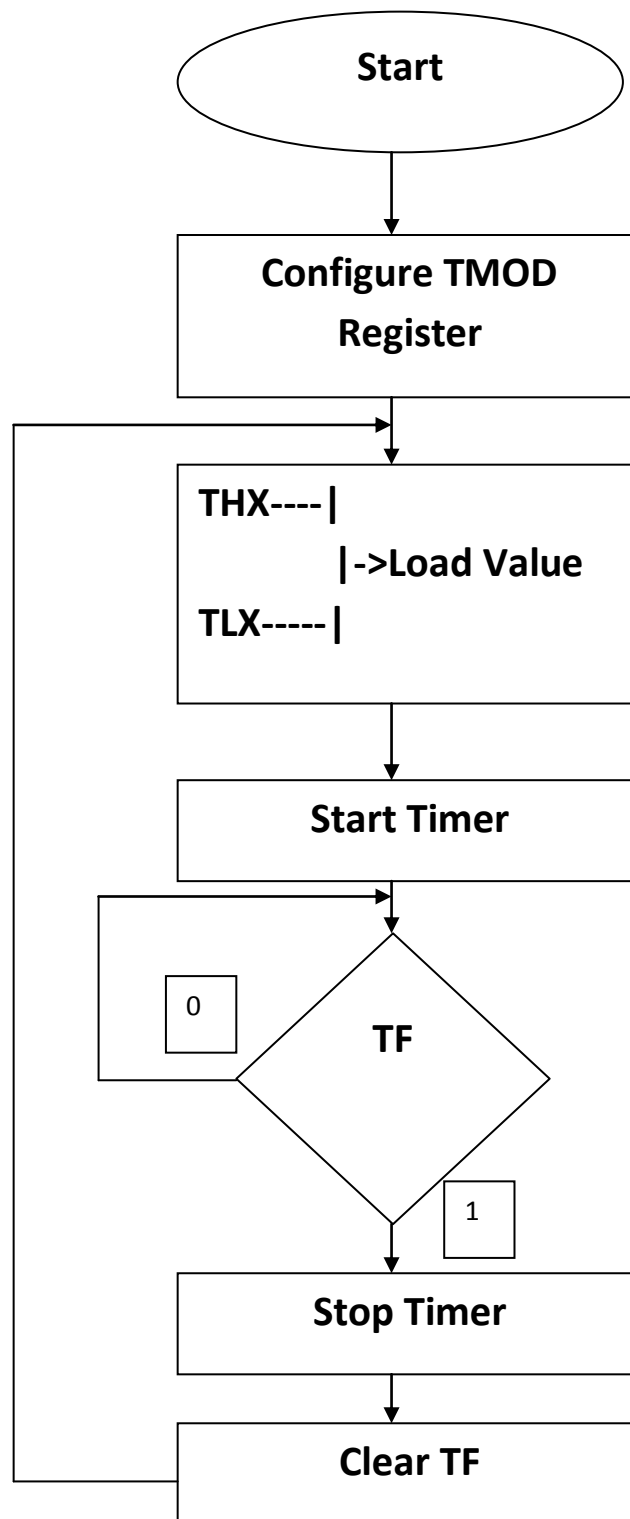 Start
Configure TMOD
Register
THX----|
|->Load Value
TLX-----|
Start Timer
0
TF
1
Stop Timer
Clear TF